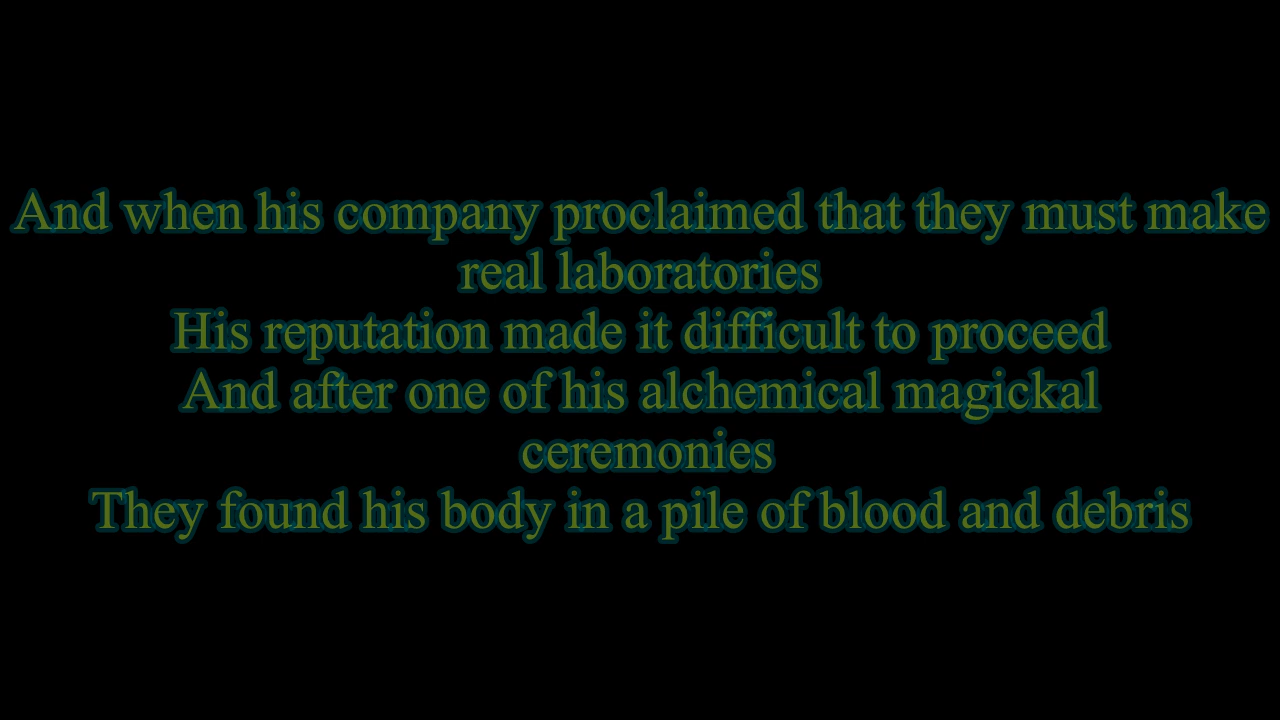 And when his company proclaimed that they must make
real laboratories
His reputation made it difficult to proceed
And after one of his alchemical magickal
ceremonies
They found his body in a pile of blood and debris